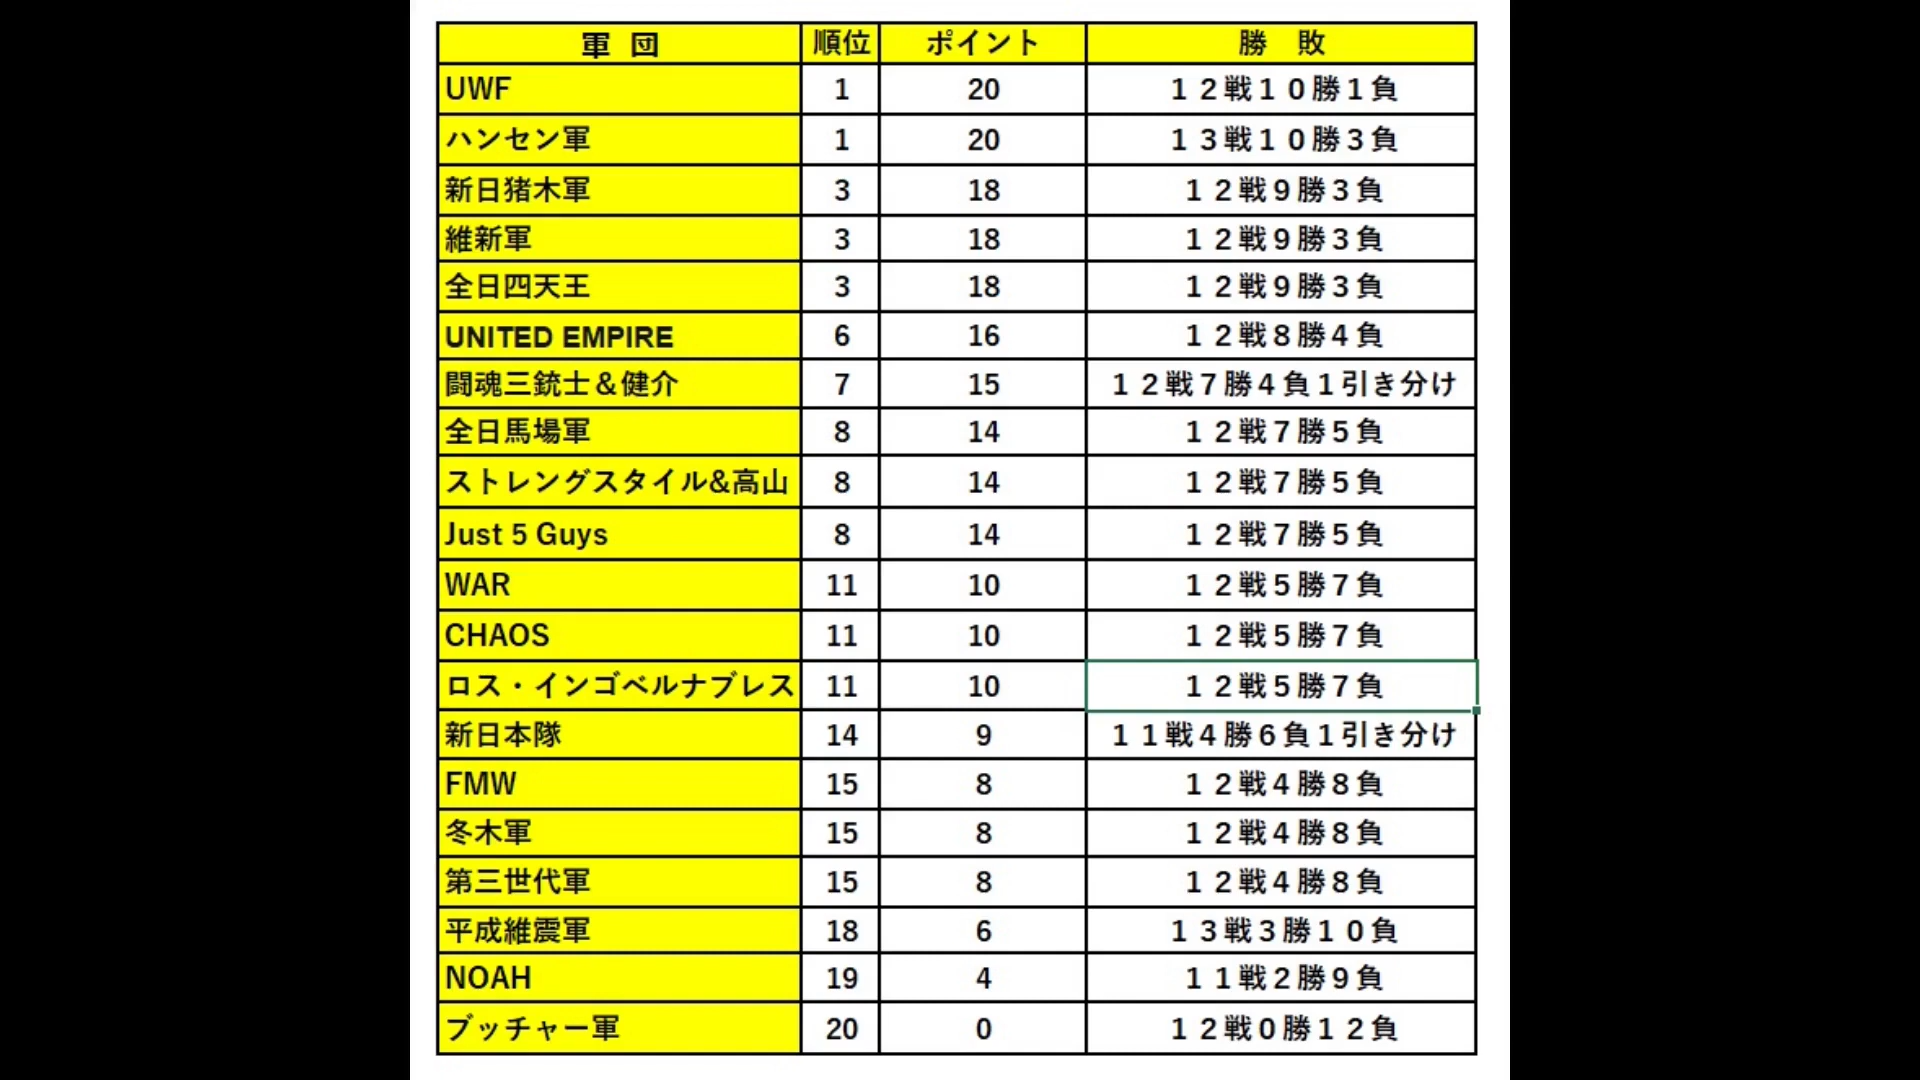 軍 団 順位 ポイント 勝 敗
UWF 1 20 １２戦１０勝１負
ハンセン軍 1 20 １３戦１０勝３負
新日猪木軍 3 18 １２戦９勝３負
維新軍 3 18 １２戦９勝３負
全日四天王 3 18 １２戦９勝３負
UNITED EMPIRE 6 16 １２戦８勝４負
闘魂三銃士＆健介 7 15 １２戦７勝４負１引き分け
全日馬場軍 8 14 １２戦７勝５負
ストレングスタイル&高山 8 14 １２戦７勝５負
Just 5 Guys 8 14 １２戦７勝５負
WAR 11 10 １２戦５勝７負
CHAOS 11 10 １２戦５勝７負
ロス・インゴベルナブレス 11 10 １２戦５勝７負
新日本隊 14 9 １１戦４勝６負１引き分け
FMW 15 8 １２戦４勝８負
冬木軍 15 8 １２戦４勝８負
第三世代軍 15 8 １２戦４勝８負
平成維震軍 18 6 １３戦３勝１０負
NOAH 19 4 １１戦２勝９負
ブッチャー軍 20 0 １２戦０勝１２負